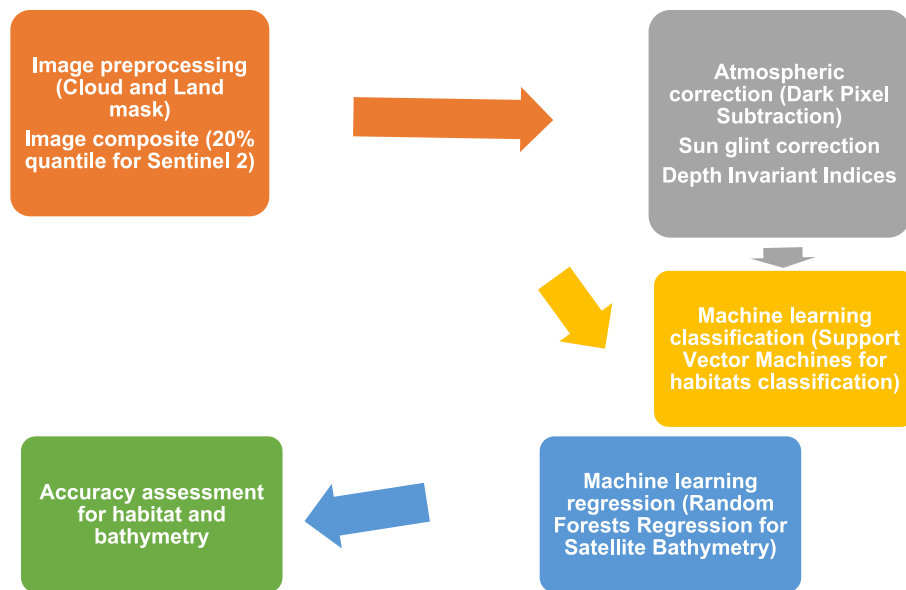 Image preprocessing
(Cloud and Land
mask)
Image composite (20%
quantile for Sentinel 2)
Atmospheric
correction (Dark Pixel
Subtraction)
Sun glint correction
Depth Invariant Indices
Machine learning
classification (Support
Vector Machines for
habitats classification)
Machine learning
regression (Random
Forests Regression for
Satellite Bathymetry)
Accuracy assessment
for habitat and
bathymetry